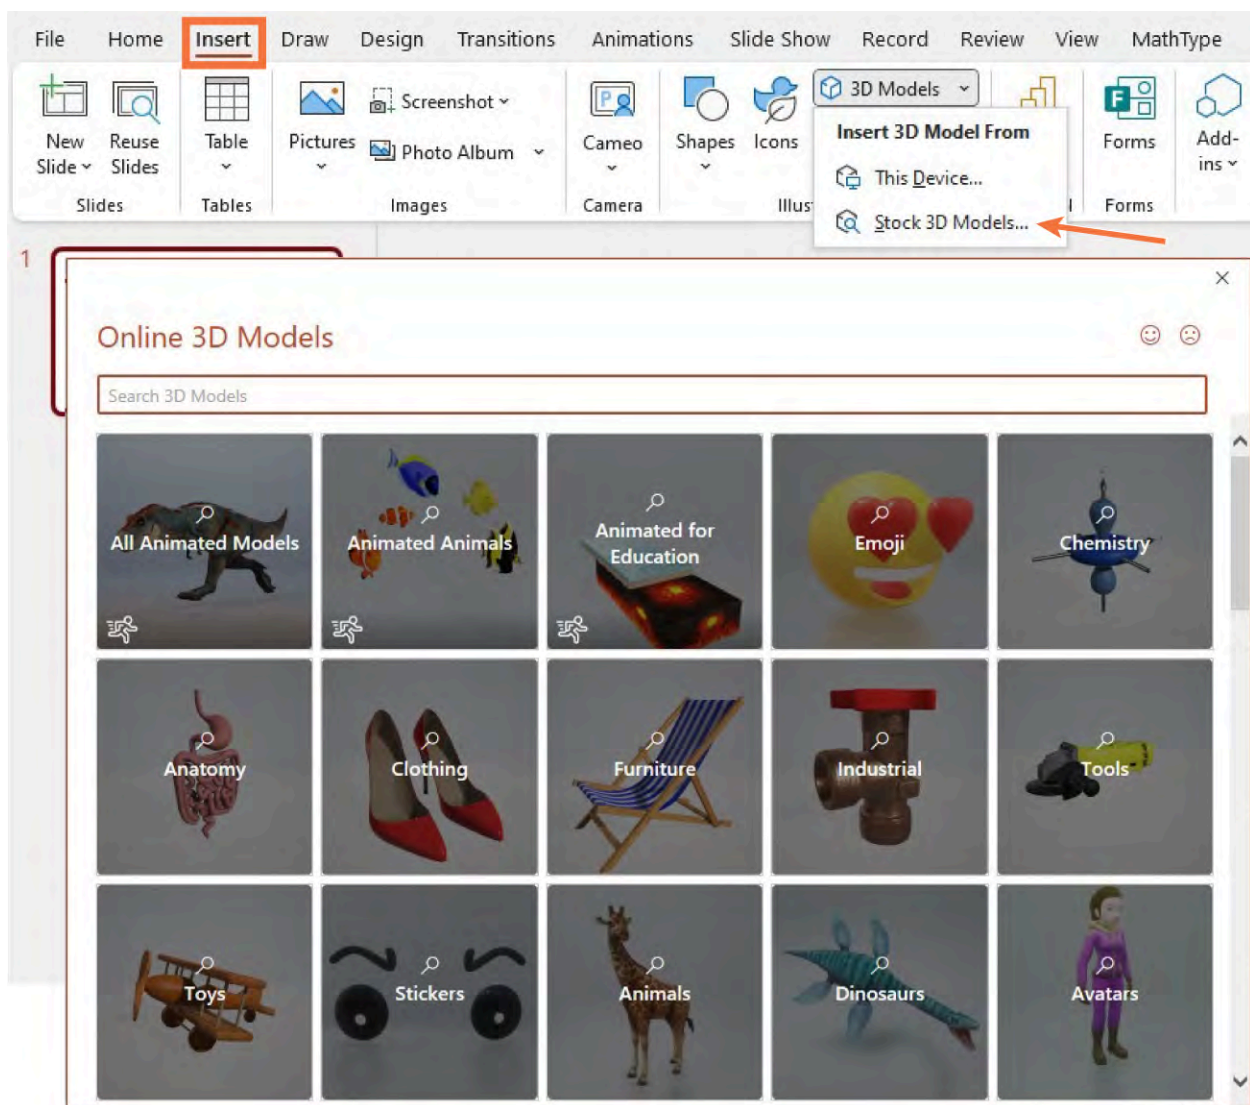 File Home Insert Draw Design Transitions Animations Slide Show Record Review View MathType
New Slide
Reuse Slides
Table
Pictures
Screenshot
Photo Album
Cameo
Shapes
Icons
3D Models
Forms
Add-ins
Insert 3D Model From
This Device...
Stock 3D Models...
Slides Tables Images Camera Illus Forms
1
Online 3D Models
Search 3D Models
All Animated Models
Animated Animals
Animated for
Education
Emoji
Chemistry
Anatomy
Clothing
Furniture
Industrial
Tools
Toys
Stickers
Animals
Dinosaurs
Avatars